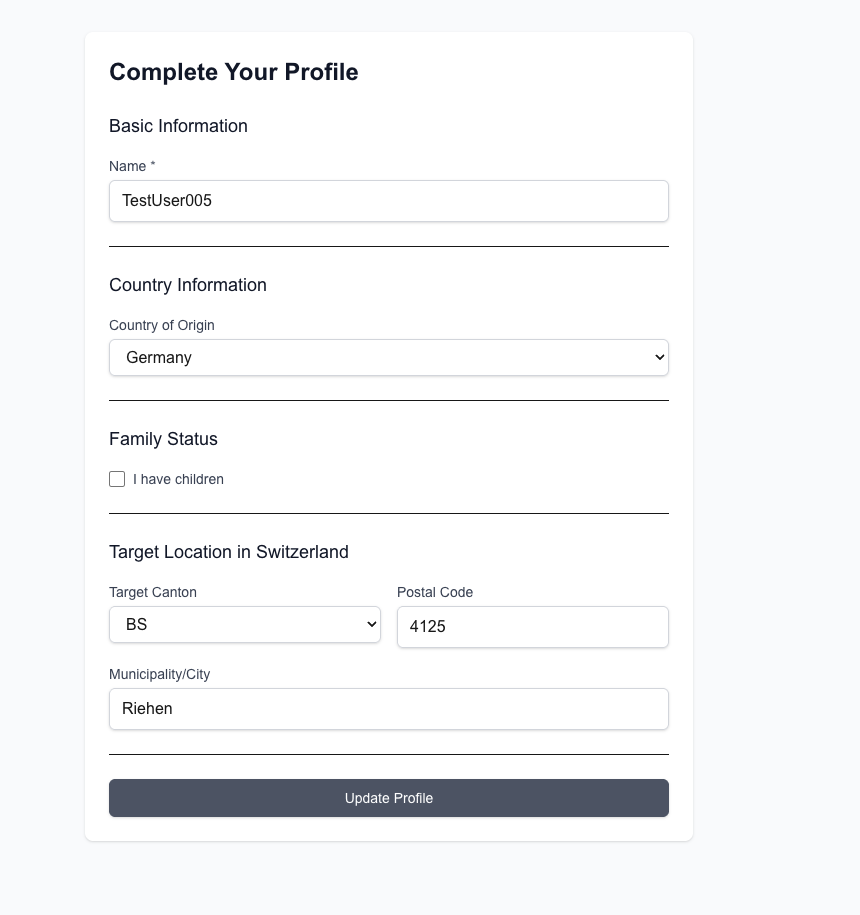 Complete Your Profile
Basic Information
Name *
TestUser005
Country Information
Country of Origin
Germany
Family Status
I have children
Target Location in Switzerland
Target Canton
BS
Postal Code
4125
Municipality/City
Riehen
Update Profile